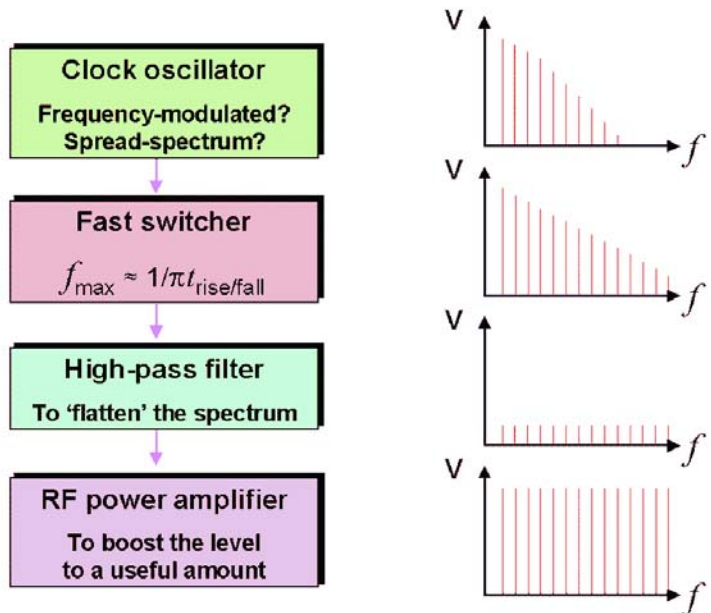 Clock oscillator
Frequency-modulated?
Spread-spectrum?
V
f
Fast switcher
fmax ≈ 1/πtrise/fall
V
f
High-pass filter
To ‘flatten’ the spectrum
V
f
RF power amplifier
To boost the level
to a useful amount
V
f